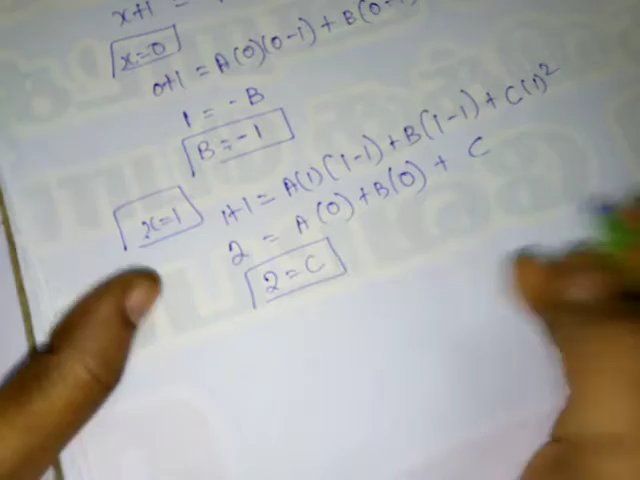 x+1 =
x=0
0+1 = A(0)(0-1) + B(0-1)
1 = -B
B = -1
x=1
1+1 = A(1)(1-1) + B(1-1) + C(1)²
2 = A(0) + B(0) + C
2 = C